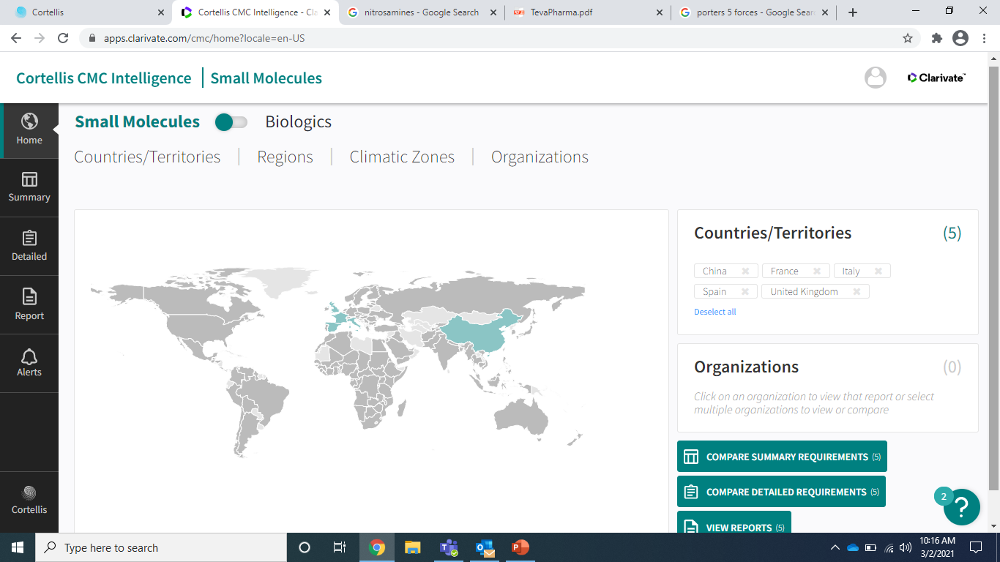 Cortellis
Cortellis CMC Intelligence - Cla
nitrosamines - Google Search
TevaPharma.pdf
porters 5 forces - Google Searc
apps.clarivate.com/cmc/home?locale=en-US
Cortellis CMC Intelligence | Small Molecules
Clarivate™
Small Molecules Biologics
Countries/Territories | Regions | Climatic Zones | Organizations
Home
Summary
Detailed
Report
Alerts
Cortellis
Countries/Territories (5)
China France Italy
Spain United Kingdom
Deselect all
Organizations (0)
Click on an organization to view that report or select
multiple organizations to view or compare
COMPARE SUMMARY REQUIREMENTS (5)
COMPARE DETAILED REQUIREMENTS (5)
VIEW REPORTS (5)
2
?
Type here to search
10:16 AM
3/2/2021